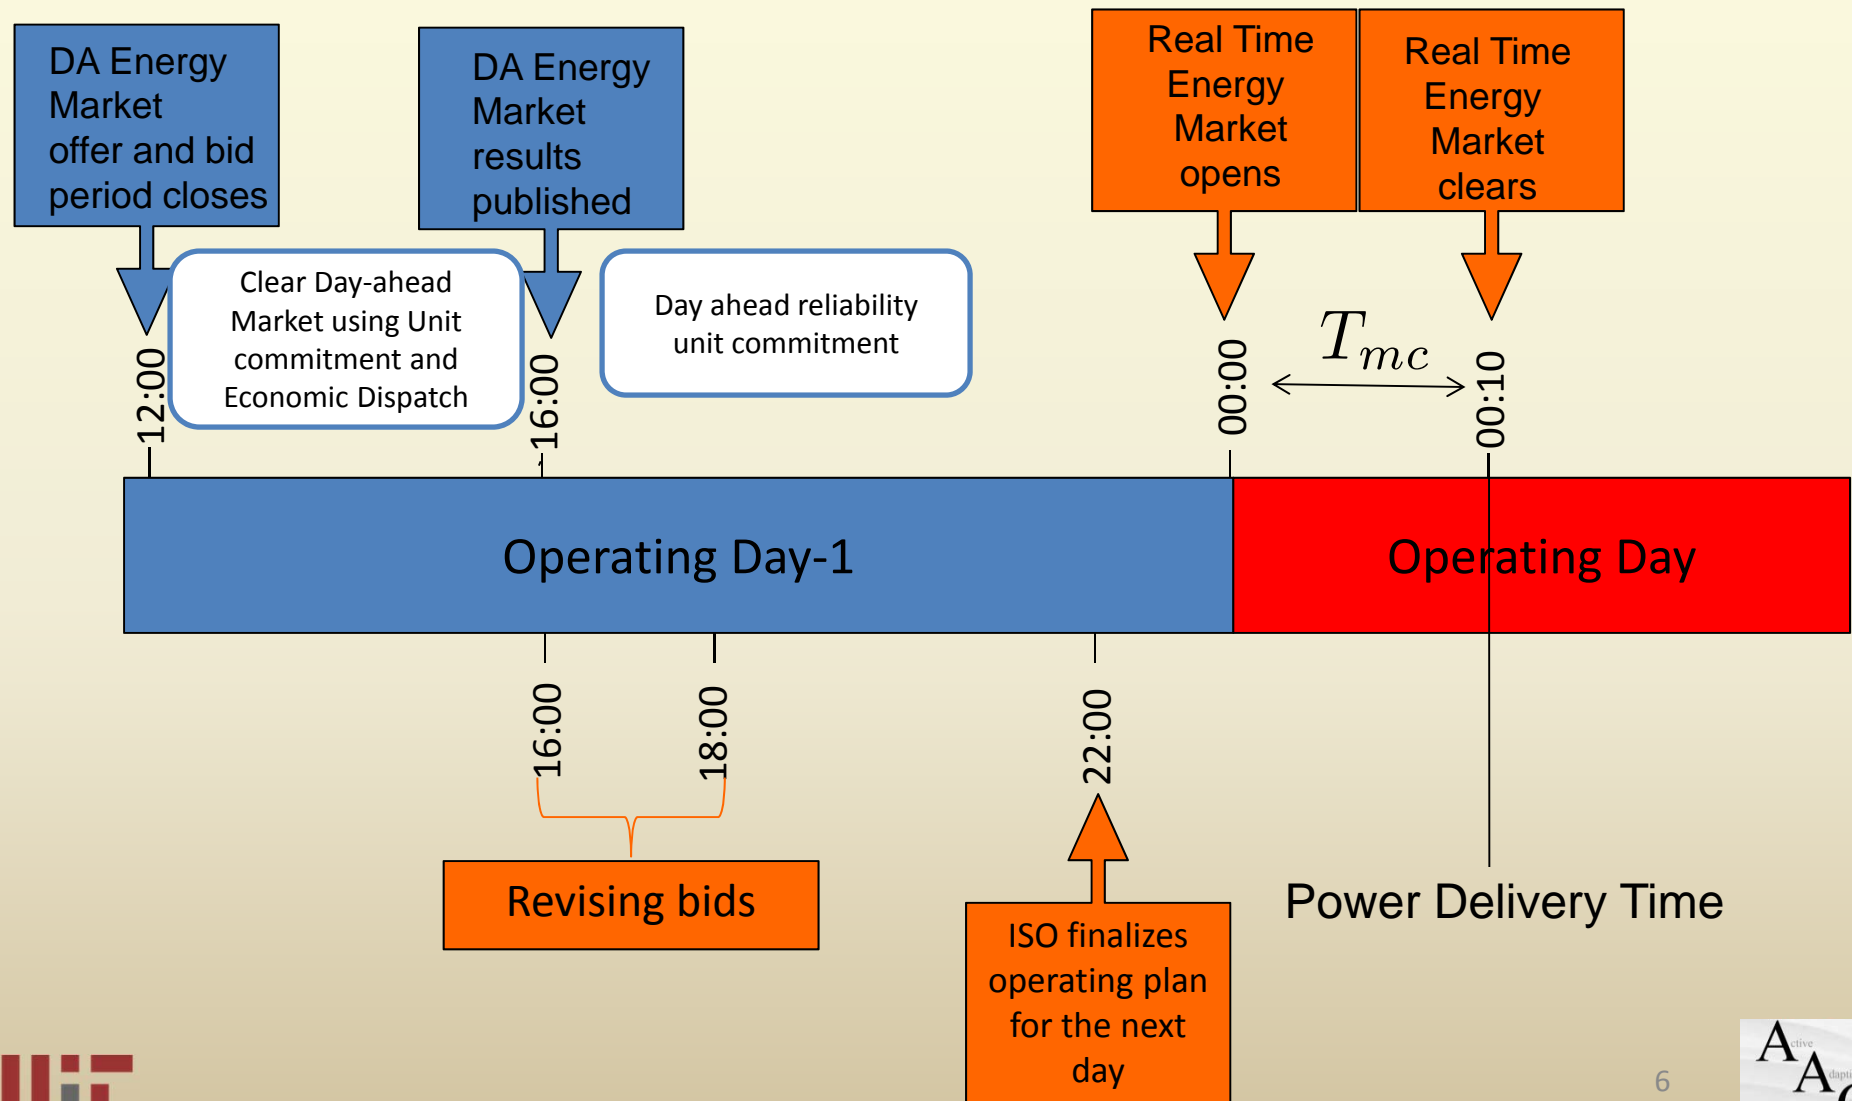 DA Energy
Market
offer and bid
period closes
DA Energy
Market
results
published
Real Time
Energy
Market
opens
Real Time
Energy
Market
clears
Clear Day-ahead
Market using Unit
commitment and
Economic Dispatch
Day ahead reliability
unit commitment
12:00
16:00
00:00
T_{mc}
00:10
Operating Day-1
Operating Day
16:00
18:00
22:00
Revising bids
ISO finalizes
operating plan
for the next
day
Power Delivery Time
6
Active